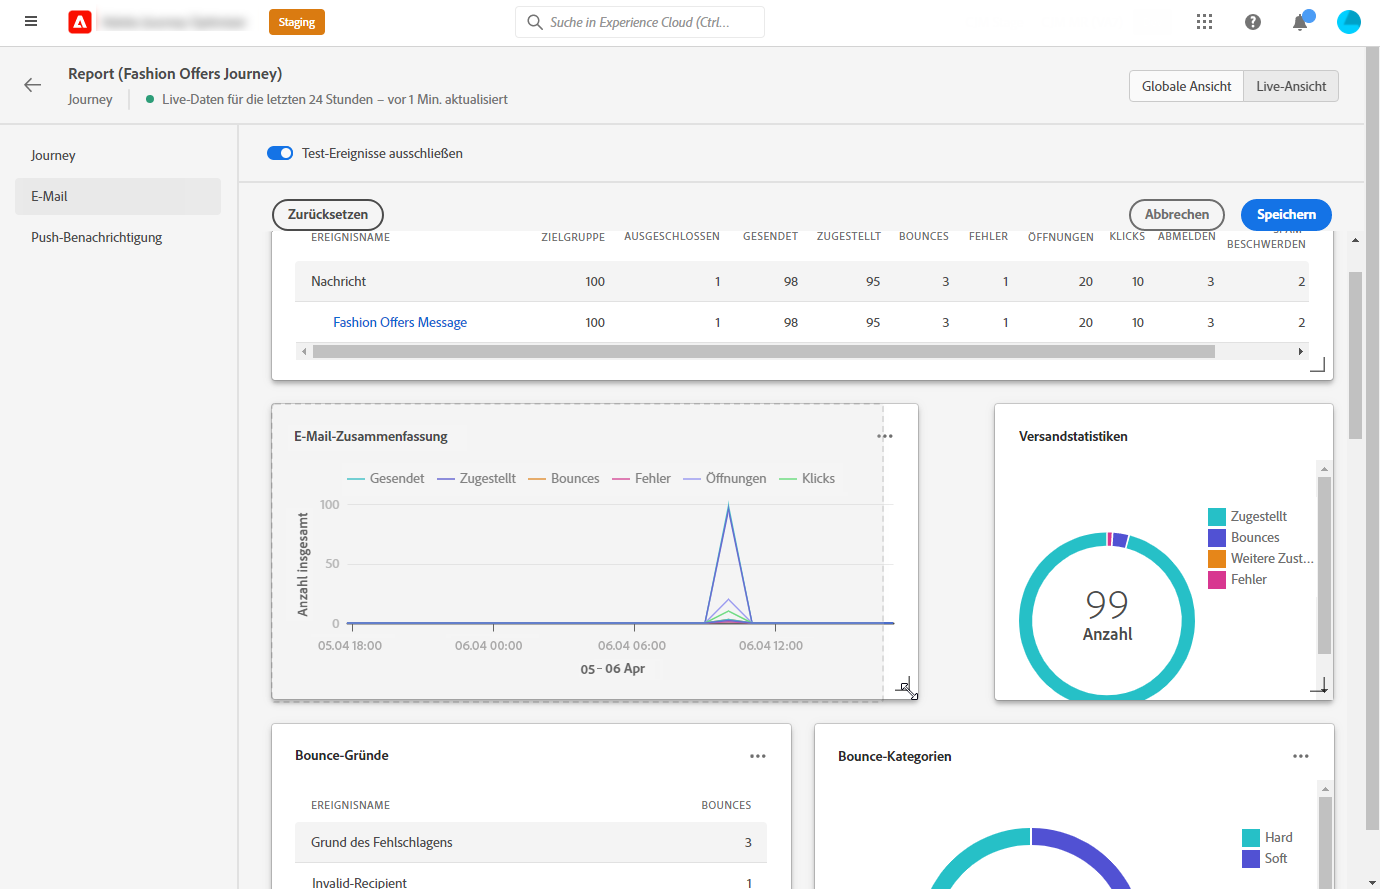 Staging
Suche in Experience Cloud (Ctrl...
Report (Fashion Offers Journey)
Journey
Live-Daten für die letzten 24 Stunden – vor 1 Min. aktualisiert
Globale Ansicht
Live-Ansicht
Journey
E-Mail
Push-Benachrichtigung
Test-Ereignisse ausschließen
Zurücksetzen
Abbrechen
Speichern
EREIGNISNAME ZIELGRUPPE AUSGESCHLOSSEN GESENDET ZUGESTELLT BOUNCES FEHLER ÖFFNUNGEN KLICKS ABMELDEN SPAM-
BESCHWERDEN
Nachricht 100 1 98 95 3 1 20 10 3 2
Fashion Offers Message 100 1 98 95 3 1 20 10 3 2
E-Mail-Zusammenfassung
Gesendet Zugestellt Bounces Fehler Öffnungen Klicks
Anzahl insgesamt
100
50
0
05.04 18:00 06.04 00:00 06.04 06:00 06.04 12:00
05 - 06 Apr
Versandstatistiken
99
Anzahl
Zugestellt
Bounces
Weitere Zust...
Fehler
Bounce-Gründe
EREIGNISNAME BOUNCES
Grund des Fehlschlagens 3
Invalid-Recipient 1
Bounce-Kategorien
Hard
Soft